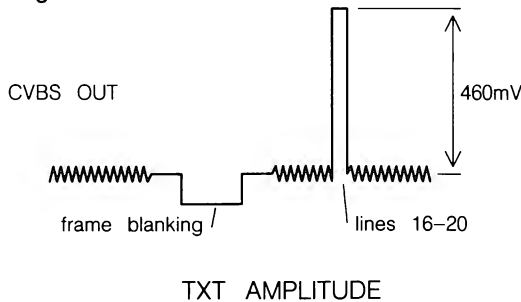 CVBS OUT
460mV
frame blanking
lines 16–20
TXT AMPLITUDE